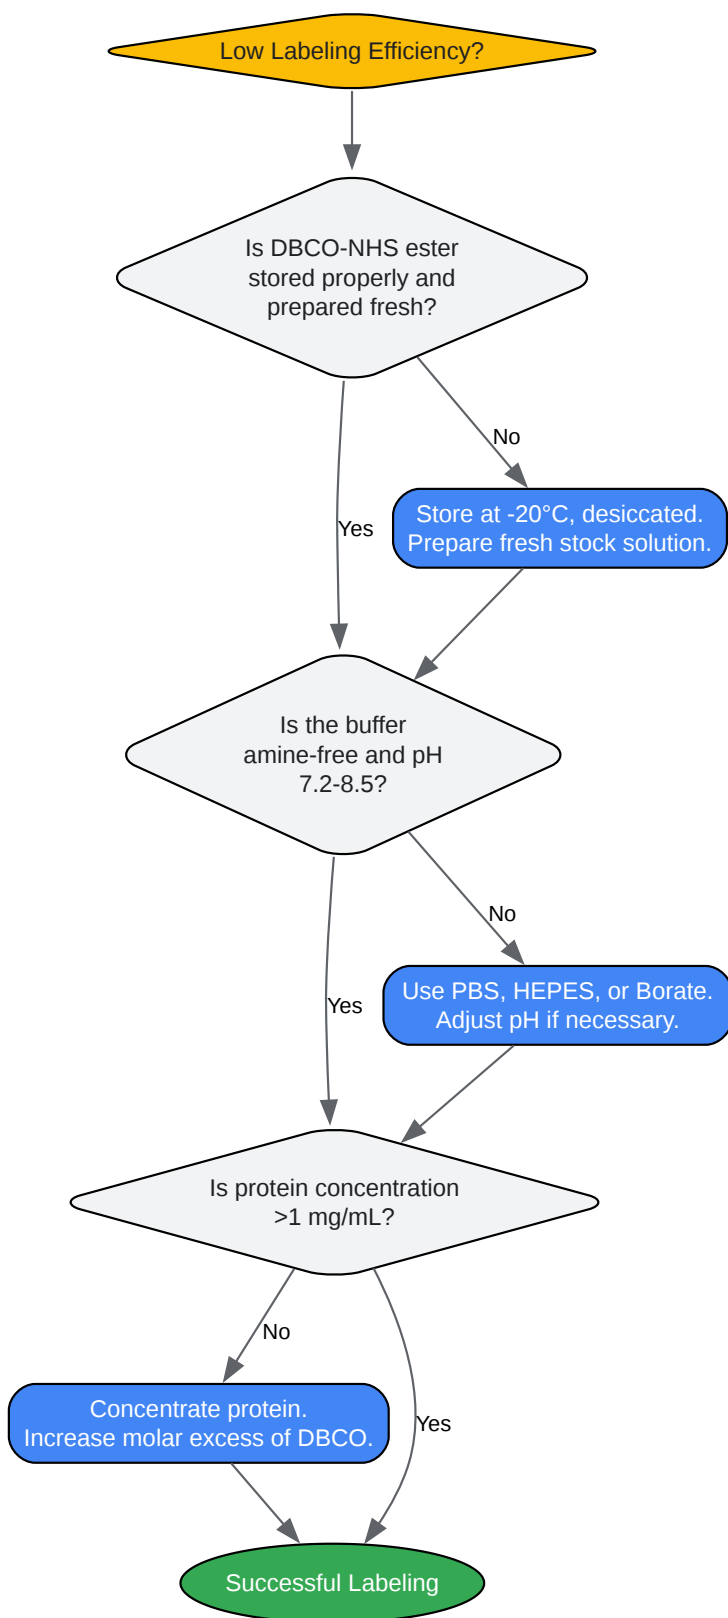 Low Labeling Efficiency?
Is DBCO-NHS ester
stored properly and
prepared fresh?
No
Store at -20°C, desiccated.
Prepare fresh stock solution.
Yes
Is the buffer
amine-free and pH
7.2-8.5?
No
Use PBS, HEPES, or Borate.
Adjust pH if necessary.
Yes
Is protein concentration
>1 mg/mL?
No
Concentrate protein.
Increase molar excess of DBCO.
Yes
Successful Labeling